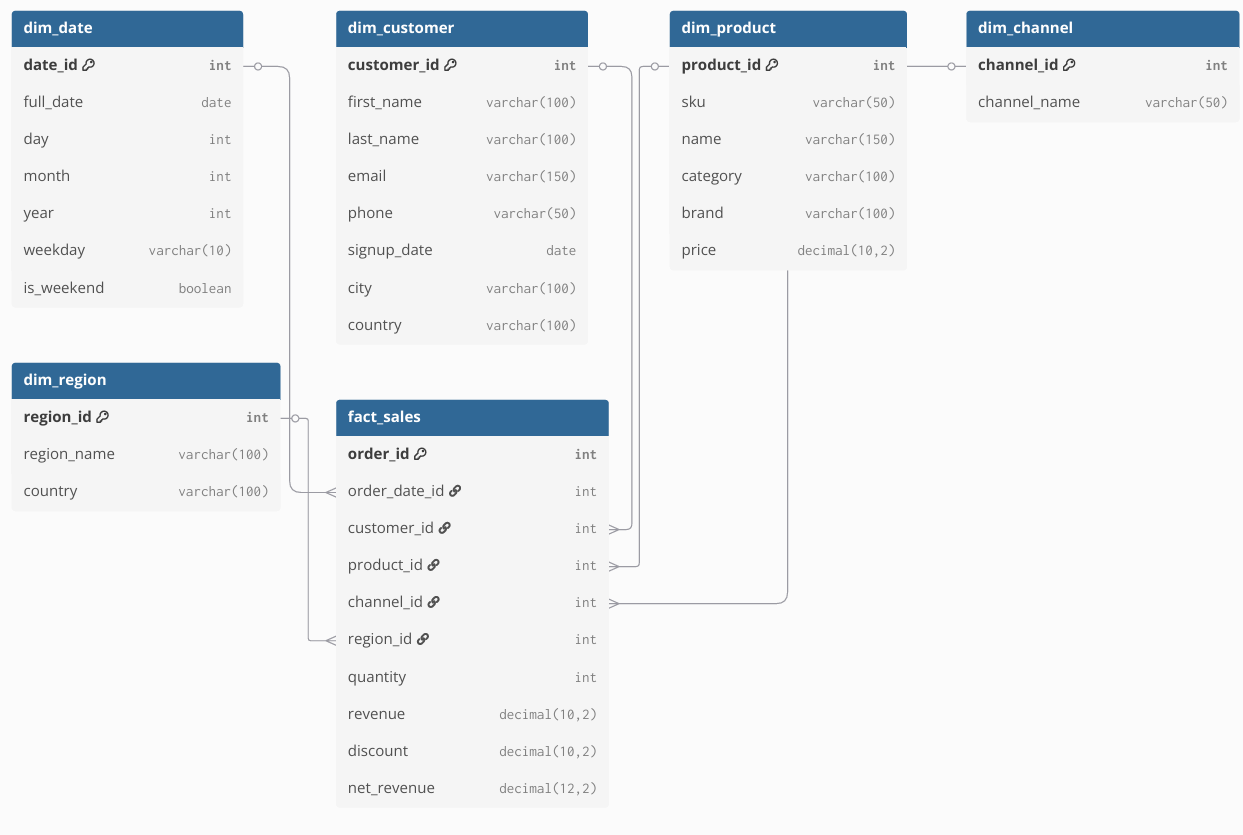 dim_date
date_id int
full_date date
day int
month int
year int
weekday varchar(10)
is_weekend boolean
dim_customer
customer_id int
first_name varchar(100)
last_name varchar(100)
email varchar(150)
phone varchar(50)
signup_date date
city varchar(100)
country varchar(100)
dim_product
product_id int
sku varchar(50)
name varchar(150)
category varchar(100)
brand varchar(100)
price decimal(10,2)
dim_channel
channel_id int
channel_name varchar(50)
dim_region
region_id int
region_name varchar(100)
country varchar(100)
fact_sales
order_id int
order_date_id int
customer_id int
product_id int
channel_id int
region_id int
quantity int
revenue decimal(10,2)
discount decimal(10,2)
net_revenue decimal(12,2)